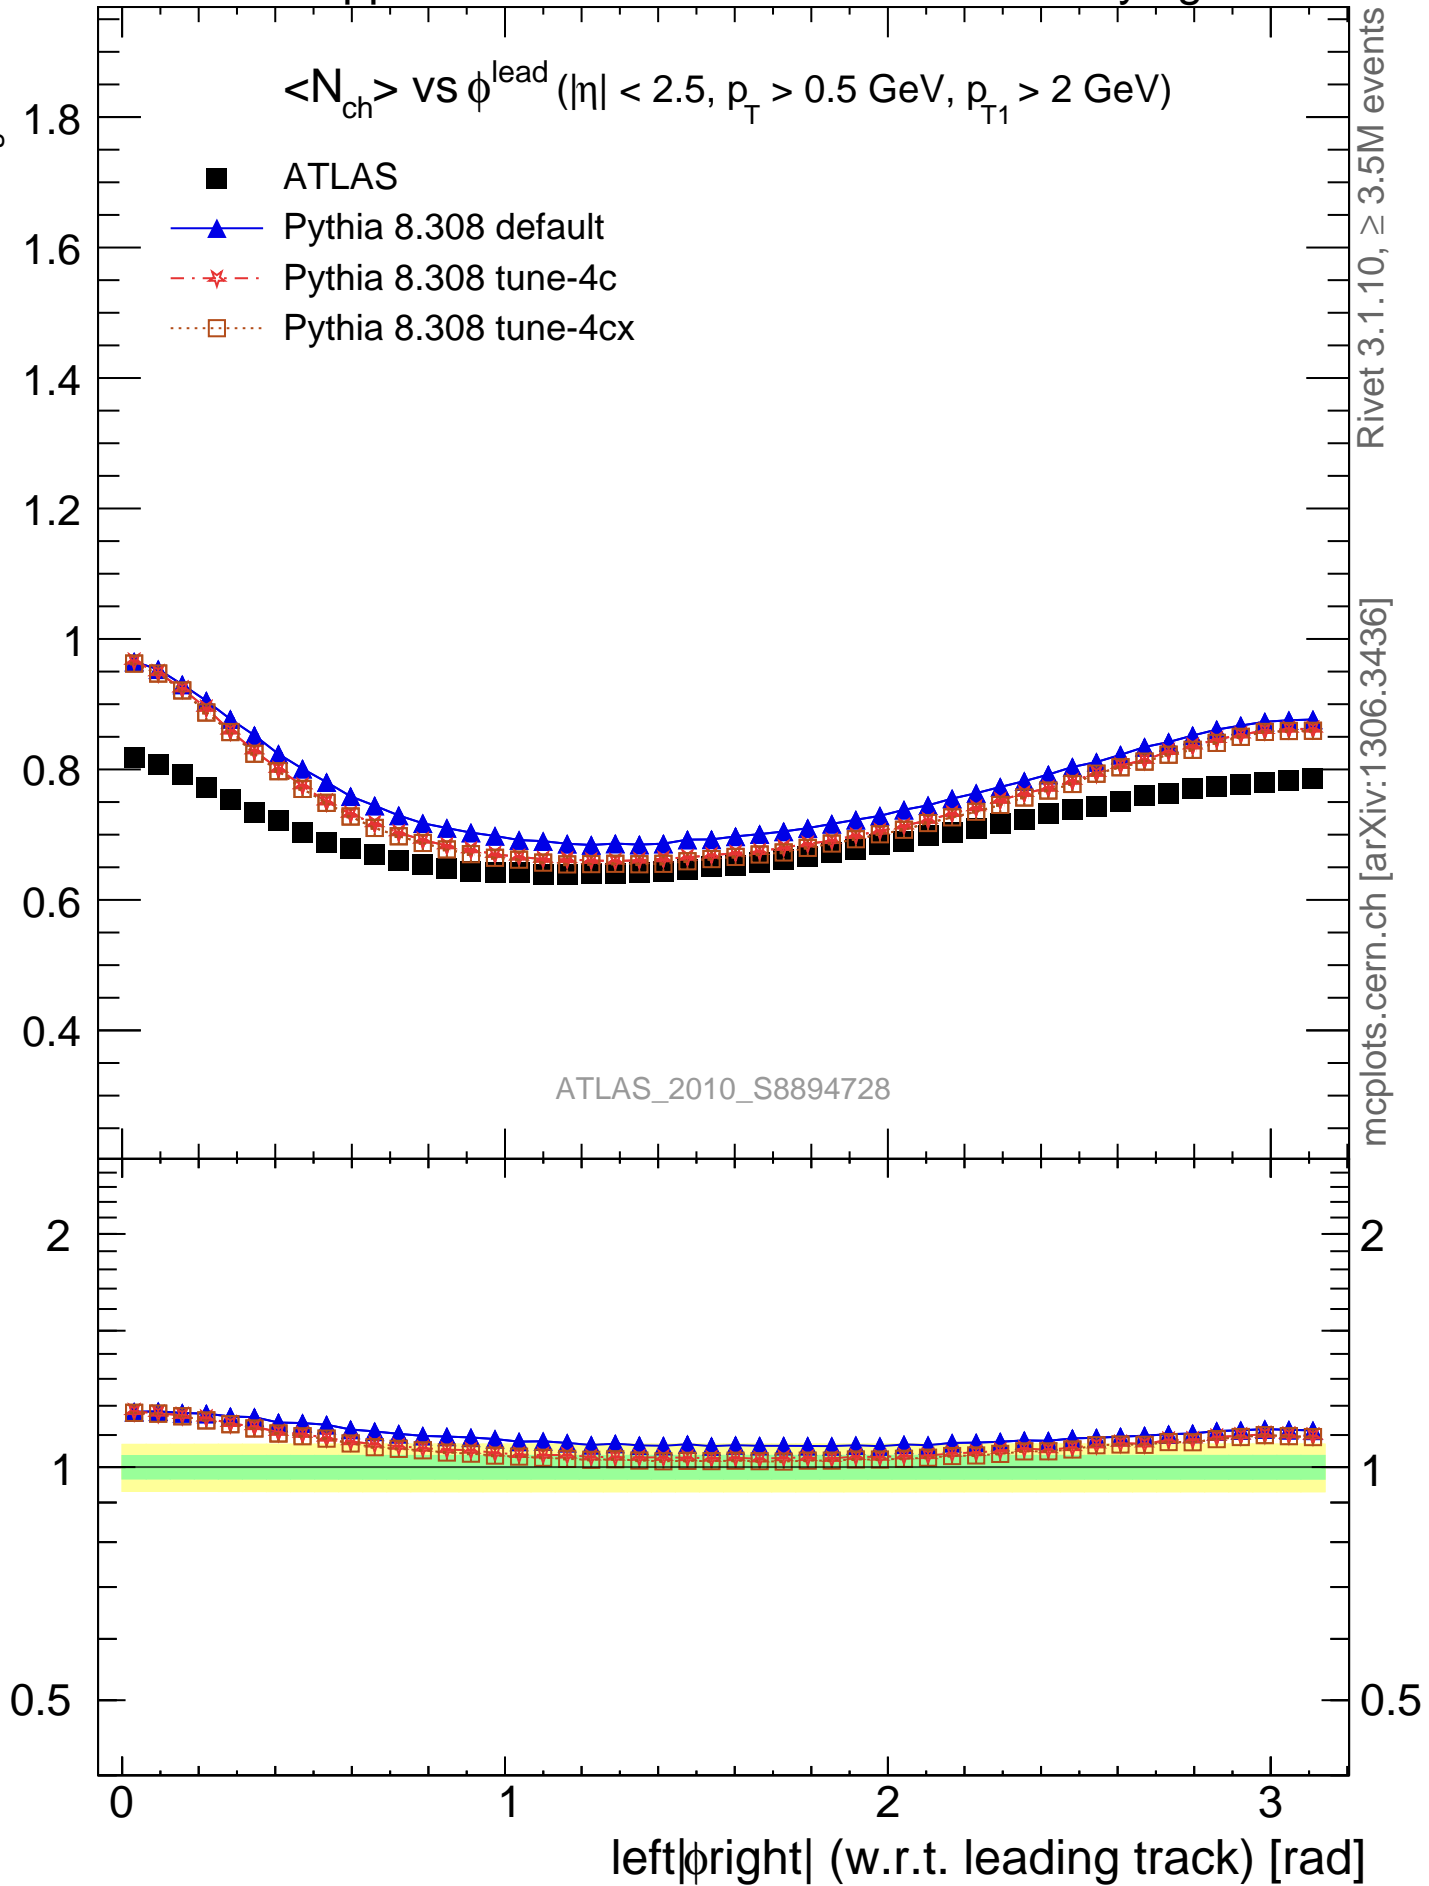 <N_ch> vs ϕ^lead (|η| < 2.5, p_T > 0.5 GeV, p_T1 > 2 GeV)
ATLAS
Pythia 8.308 default
Pythia 8.308 tune-4c
Pythia 8.308 tune-4cx
1.8
1.6
1.4
1.2
1
0.8
0.6
0.4
ATLAS_2010_S8894728
Rivet 3.1.10, ≥ 3.5M events
mcplots.cern.ch [arXiv:1306.3436]
2
1
0.5
2
1
0.5
0
1
2
3
left|ϕright| (w.r.t. leading track) [rad]